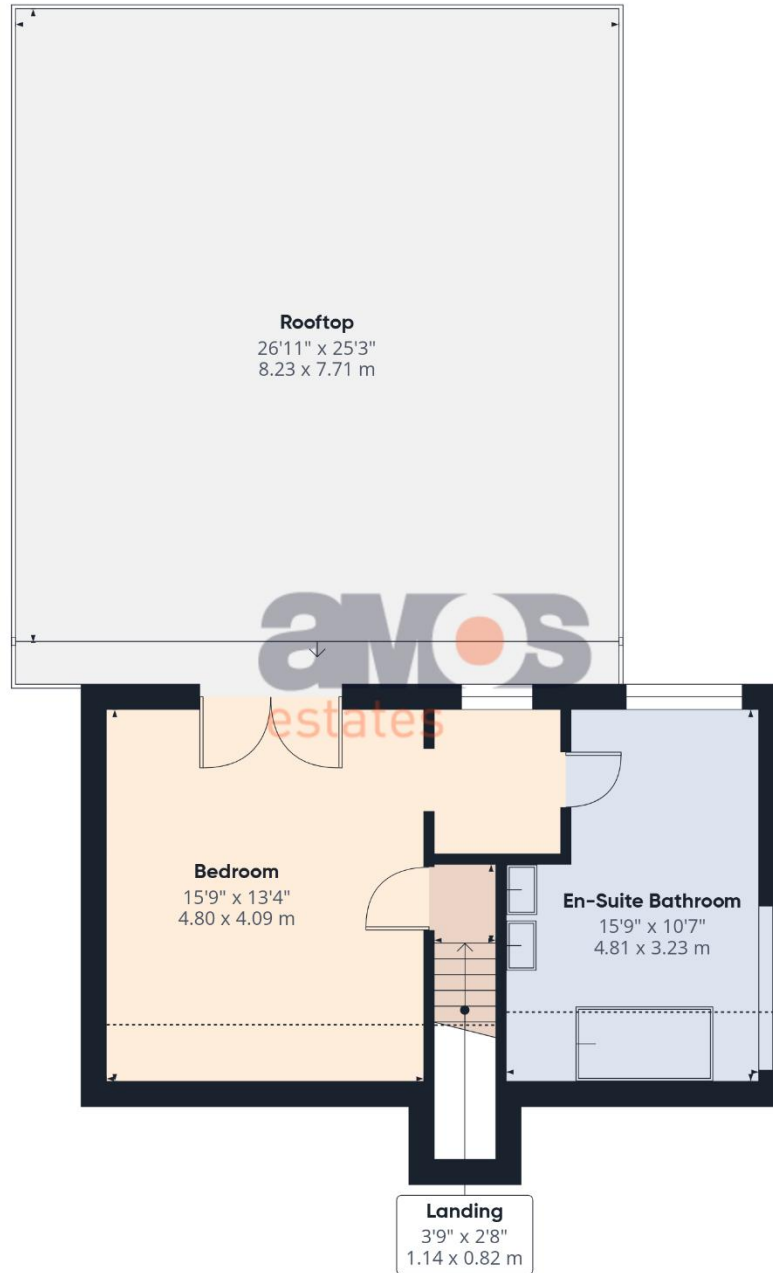 Rooftop
26'11" x 25'3"
8.23 x 7.71 m
aMOS
estates
Bedroom
15'9" x 13'4"
4.80 x 4.09 m
En-Suite Bathroom
15'9" x 10'7"
4.81 x 3.23 m
Landing
3'9" x 2'8"
1.14 x 0.82 m